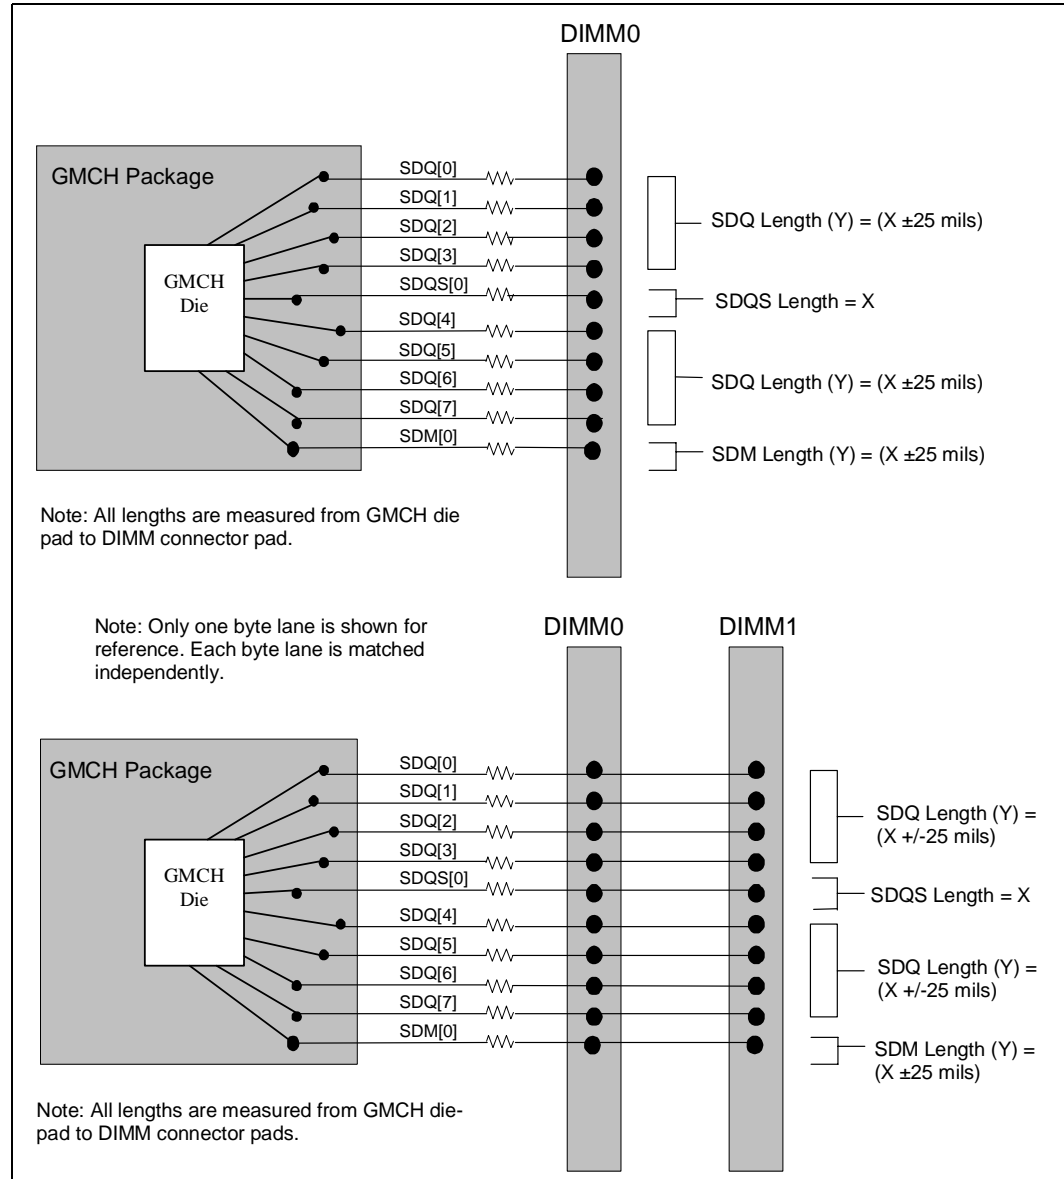 DIMM0
GMCH Package
SDQ[0]
SDQ[1]
SDQ[2]
SDQ[3]
SDQS[0]
SDQ[4]
SDQ[5]
SDQ[6]
SDQ[7]
SDM[0]
GMCH
Die
SDQ Length (Y) = (X ±25 mils)
SDQS Length = X
SDQ Length (Y) = (X ±25 mils)
SDM Length (Y) = (X ±25 mils)
Note: All lengths are measured from GMCH die
pad to DIMM connector pad.
Note: Only one byte lane is shown for
reference. Each byte lane is matched
independently.
DIMM0
DIMM1
GMCH Package
SDQ[0]
SDQ[1]
SDQ[2]
SDQ[3]
SDQS[0]
SDQ[4]
SDQ[5]
SDQ[6]
SDQ[7]
SDM[0]
GMCH
Die
SDQ Length (Y) =
(X +/-25 mils)
SDQS Length = X
SDQ Length (Y) =
(X +/-25 mils)
SDM Length (Y) =
(X ±25 mils)
Note: All lengths are measured from GMCH die-
pad to DIMM connector pads.